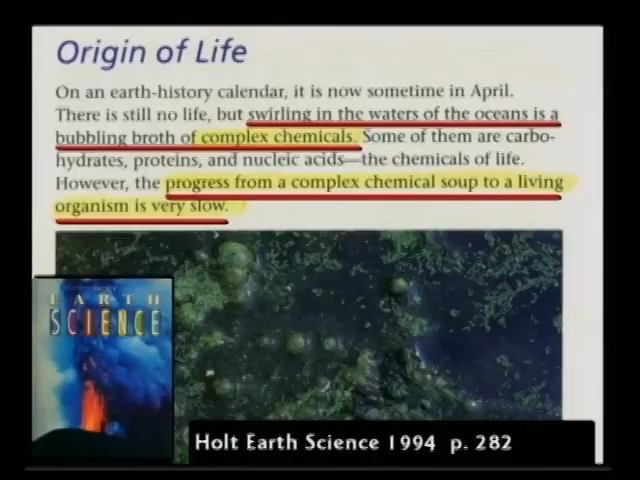 Origin of Life
On an earth-history calendar, it is now sometime in April.
There is still no life, but swirling in the waters of the oceans is a
bubbling broth of complex chemicals. Some of them are carbo-
hydrates, proteins, and nucleic acids—the chemicals of life.
However, the progress from a complex chemical soup to a living
organism is very slow.
EARTH
SCIENCE
Holt Earth Science 1994 p. 282